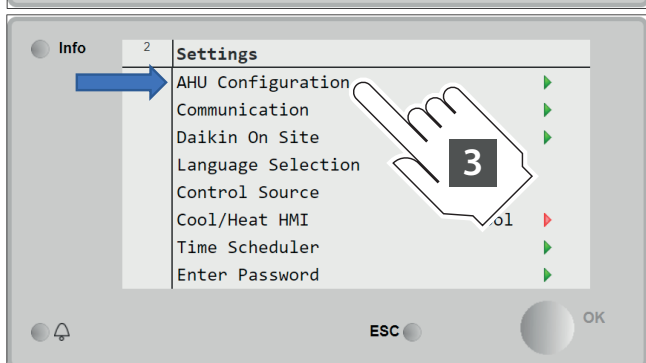 Info
2 Settings
AHU Configuration
Communication
Daikin On Site
Language Selection
Control Source
Cool/Heat HMI
Time Scheduler
Enter Password
3
ESC
OK